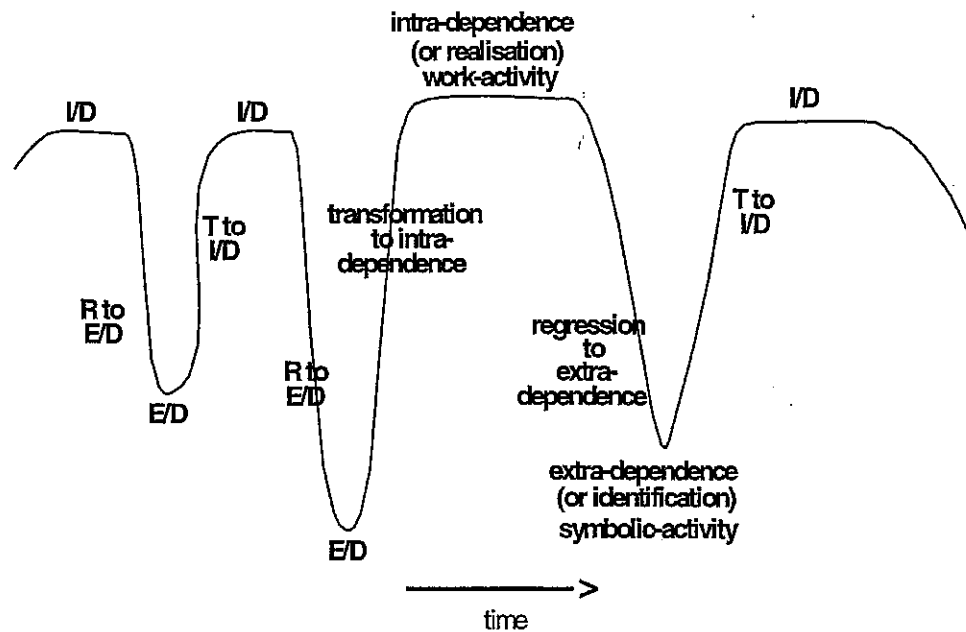 intra-dependence
(or realisation)
work-activity
I/D
I/D
I/D
T to
I/D
transformation
to intra-
dependence
T to
I/D
R to
E/D
R to
E/D
regression
to
extra-
dependence
E/D
E/D
extra-dependence
(or identification)
symbolic-activity
time